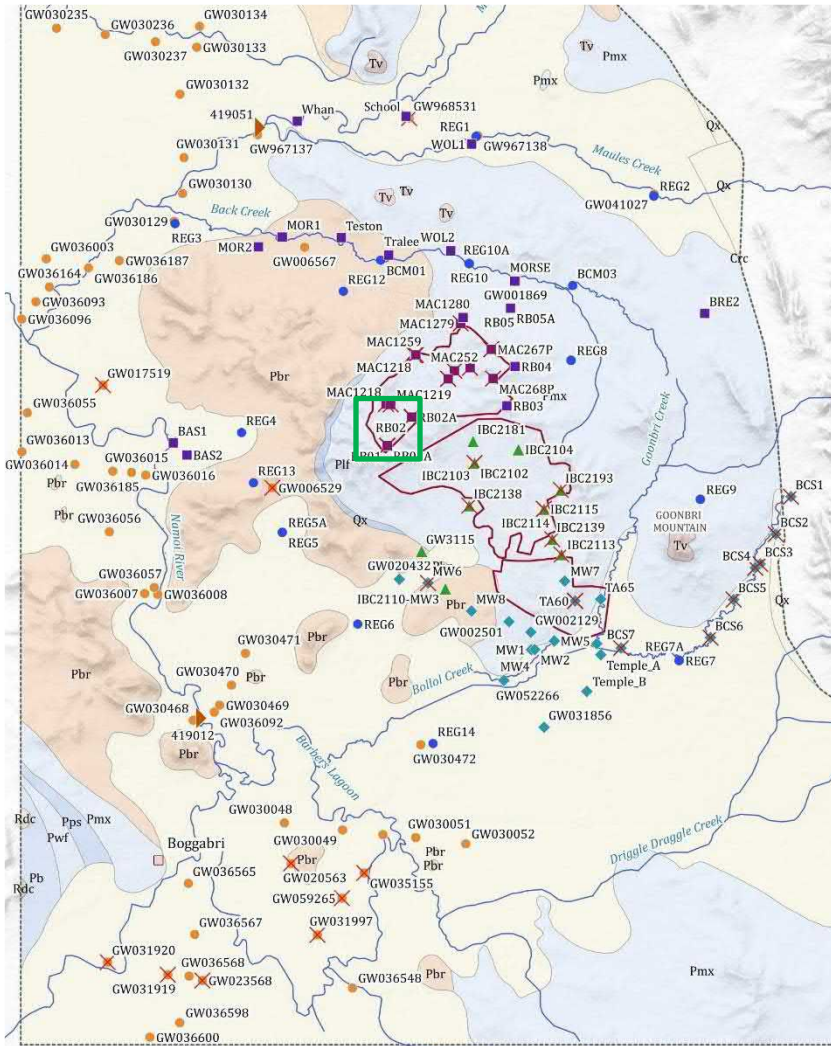 GW030235
GW030236
GW030134
GW030237
GW030133
Tv
Pmx
Tv
Pmx
GW030132
419051
Whan
School
GW968531
REG1
Qx
GW967137
WOL1
GW967138
GW030131
Maules Creek
Qx
GW030130
Tv
Tv
REG2
GW041027
Back Creek
GW030129
REG3
MOR1
Teston
Tv
MOR2
GW006567
Tralee
WOL2
REG10A
Crc
GW036003
GW036187
BCM01
REG10
MORSE
BCM03
GW036164
GW036186
REG12
GW001869
GW036093
MAC1280
RB05
RB05A
BRE2
GW036096
MAC1279
MAC1259
MAC267P
REG8
MAC1218
MAC252
RB04
GW017519
Pbr
MAC1218
MAC1219
MAC268P
Pmx
GW036055
RB02A
RB03
REG4
RB02
IBC2181
Goonbri Creek
BAS1
GW036013
BAS2
IBC2104
GW036014
GW036015
Plf
IBC2103
IBC2102
Pbr
GW036185
GW036016
REG13
GW006529
IBC2138
IBC2193
REG9
BCS1
Pbr
IBC2115
GW036056
REG5A
Qx
IBC2114
IBC2139
GOONBRI
MOUNTAIN
BCS2
REG5
GW3115
IBC2113
Tv
Namoi River
GW020432
MW6
MW7
BCS4
BCS3
GW036057
TA65
GW036007
GW036008
IBC2110-MW3
Pbr
MW8
TA60
BCS5
Qx
REG6
GW002129
GW002501
MW5
BCS7
BCS6
GW030471
MW1
MW2
REG7A
Pbr
GW030470
Pbr
Bollol Creek
MW4
Temple_A
REG7
Pbr
Temple_B
GW030468
GW030469
GW052266
GW036092
GW031856
419012
REG14
Pbr
GW030472
Barbers Lagoon
Rdc
Pps
Pmx
GW030048
Pwf
GW030049
GW030051
GW030052
Driggle Draggle Creek
Boggabri
Pbr
Pbr
Pbr
Pb
GW020563
GW035155
Rdc
GW036565
GW059265
GW036567
GW031997
GW031920
GW036568
GW036548
Pbr
Pmx
GW031919
GW023568
GW036598
GW036600